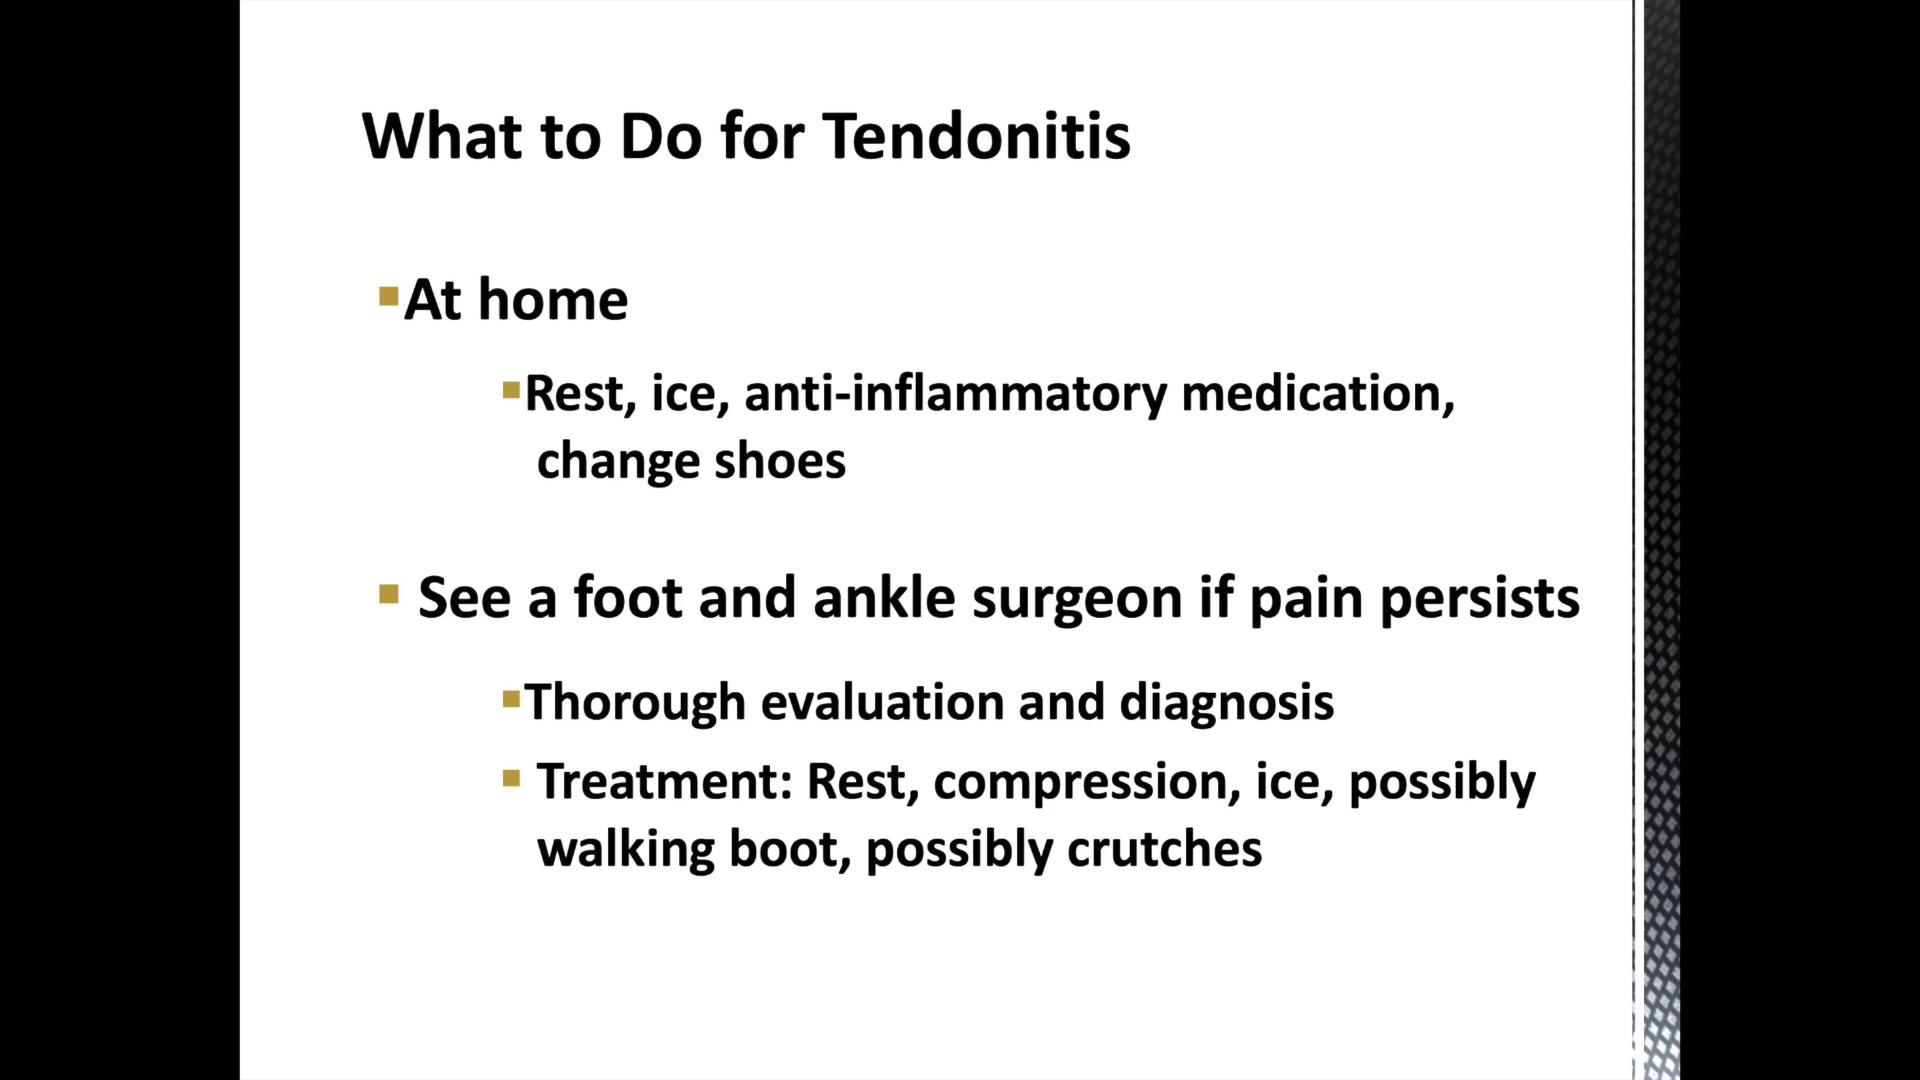 What to Do for Tendonitis
At home
Rest, ice, anti-inflammatory medication,
change shoes
See a foot and ankle surgeon if pain persists
Thorough evaluation and diagnosis
Treatment: Rest, compression, ice, possibly
walking boot, possibly crutches